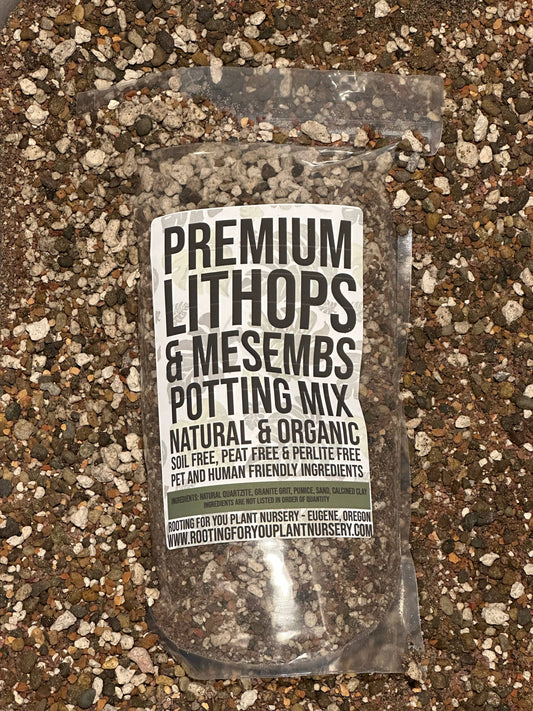 PREMIUM
LITHOPS
& MESEMBS
POTTING MIX
NATURAL & ORGANIC
SOIL FREE, PEAT FREE & PERLITE FREE
PET AND HUMAN FRIENDLY INGREDIENTS
INGREDIENTS: NATURAL QUARTZITE, GRANITE GRIT, PUMICE, SAND, CALCINED CLAY
INGREDIENTS ARE NOT LISTED IN ORDER OF QUANTITY
ROOTING FOR YOU PLANT NURSERY - EUGENE, OREGON
WWW.ROOTINGFORYOUPLANTNURSERY.COM